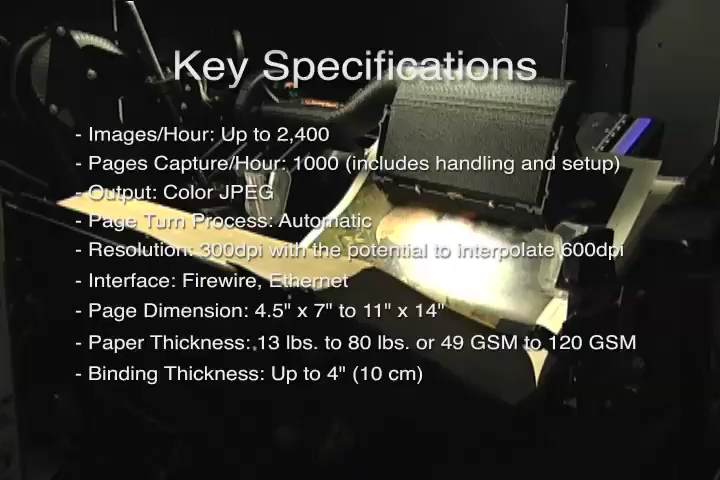 Key Specifications
- Images/Hour: Up to 2,400
- Pages Capture/Hour: 1000 (includes handling and setup)
- Output: Color JPEG
- Page Turn Process: Automatic
- Resolution: 300dpi with the potential to interpolate 600dpi
- Interface: Firewire, Ethernet
- Page Dimension: 4.5" x 7" to 11" x 14"
- Paper Thickness: 13 lbs. to 80 lbs. or 49 GSM to 120 GSM
- Binding Thickness: Up to 4" (10 cm)